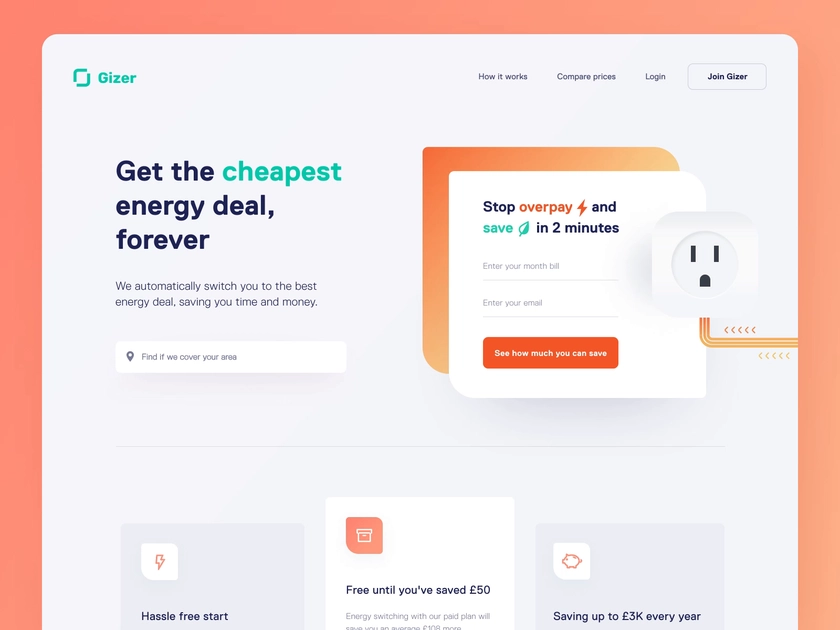 Gizer
How it works
Compare prices
Login
Join Gizer
Get the cheapest
energy deal,
forever
We automatically switch you to the best
energy deal, saving you time and money.
Find if we cover your area
Stop overpay and
save in 2 minutes
Enter your month bill
Enter your email
See how much you can save
Hassle free start
Free until you've saved £50
Energy switching with our paid plan will
save you an average £108 more
Saving up to £3K every year